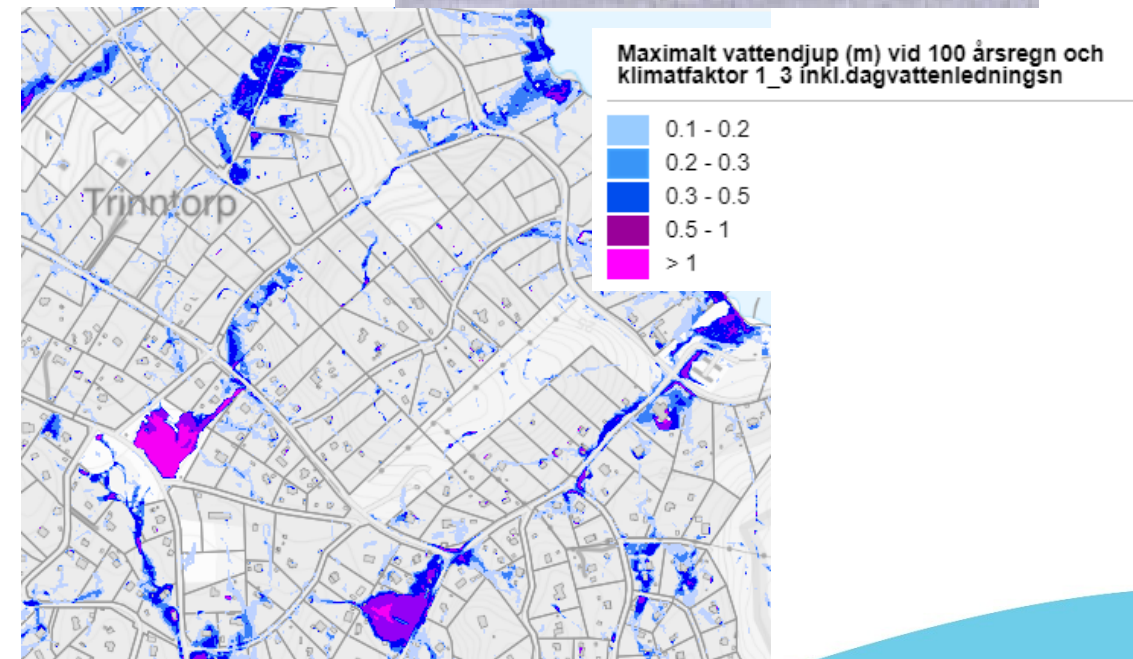 Maximalt vattendjup (m) vid 100 årsregn och
klimatfaktor 1_3 inkl.dagvattenledningsn
0.1 - 0.2
0.2 - 0.3
0.3 - 0.5
0.5 - 1
> 1
Trinntorp